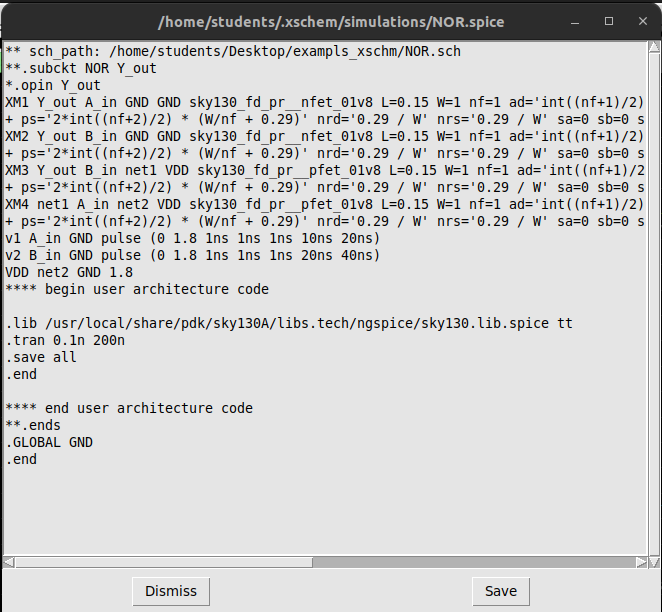 /home/students/.xschem/simulations/NOR.spice
** sch_path: /home/students/Desktop/exampls_xschm/NOR.sch
**.subckt NOR Y_out
*.opin Y_out
XM1 Y_out A_in GND GND sky130_fd_pr__nfet_01v8 L=0.15 W=1 nf=1 ad='int((nf+1)/2)
+ ps='2*int((nf+2)/2) * (W/nf + 0.29)' nrd='0.29 / W' nrs='0.29 / W' sa=0 sb=0 s
XM2 Y_out B_in GND GND sky130_fd_pr__nfet_01v8 L=0.15 W=1 nf=1 ad='int((nf+1)/2)
+ ps='2*int((nf+2)/2) * (W/nf + 0.29)' nrd='0.29 / W' nrs='0.29 / W' sa=0 sb=0 s
XM3 Y_out B_in net1 VDD sky130_fd_pr__pfet_01v8 L=0.15 W=1 nf=1 ad='int((nf+1)/2
+ ps='2*int((nf+2)/2) * (W/nf + 0.29)' nrd='0.29 / W' nrs='0.29 / W' sa=0 sb=0 s
XM4 net1 A_in net2 VDD sky130_fd_pr__pfet_01v8 L=0.15 W=1 nf=1 ad='int((nf+1)/2)
+ ps='2*int((nf+2)/2) * (W/nf + 0.29)' nrd='0.29 / W' nrs='0.29 / W' sa=0 sb=0 s
v1 A_in GND pulse (0 1.8 1ns 1ns 1ns 10ns 20ns)
v2 B_in GND pulse (0 1.8 1ns 1ns 1ns 20ns 40ns)
VDD net2 GND 1.8
**** begin user architecture code
.lib /usr/local/share/pdk/sky130A/libs.tech/ngspice/sky130.lib.spice tt
.tran 0.1n 200n
.save all
.end
**** end user architecture code
**.ends
.GLOBAL GND
.end
Dismiss
Save